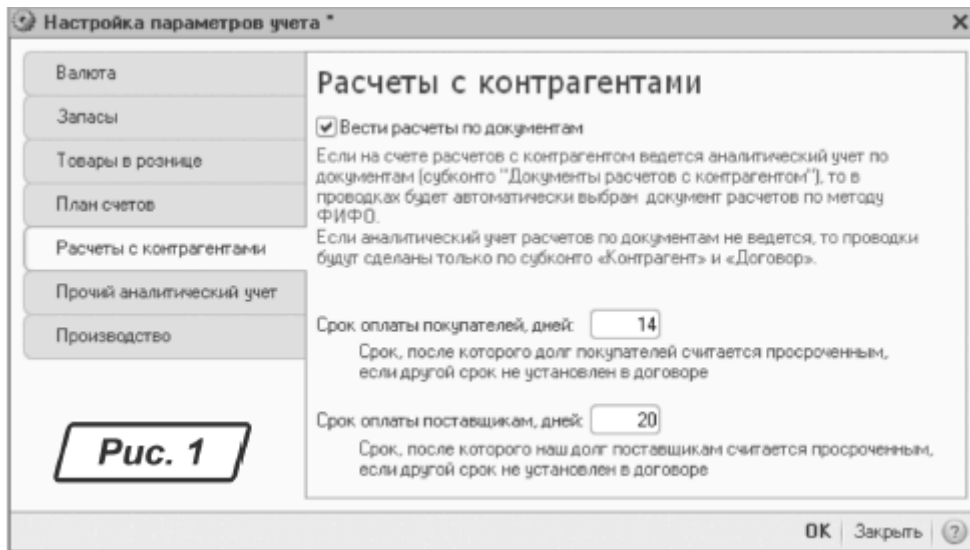 Настройка параметров учета *
Валюта
Запасы
Товары в рознице
План счетов
Расчеты с контрагентами
Прочий аналитический учет
Производство
Рис. 1
Расчеты с контрагентами
Вести расчеты по документам
Если на счете расчетов с контрагентом ведется аналитический учет по
документам (субконто "Документы расчетов с контрагентом"), то в
проводках будет автоматически выбран документ расчетов по методу
ФИФО.
Если аналитический учет расчетов по документам не ведется, то проводки
будут сделаны только по субконто «Контрагент» и «Договор».
Срок оплаты покупателей, дней: 14
Срок, после которого долг покупателей считается просроченным,
если другой срок не установлен в договоре
Срок оплаты поставщикам, дней: 20
Срок, после которого наш долг поставщикам считается просроченным,
если другой срок не установлен в договоре
OK Закрыть ?